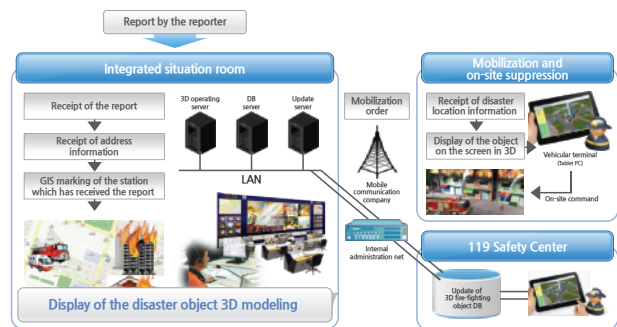 Report by the reporter
Integrated situation room
Receipt of the report
Receipt of address
information
GIS marking of the station
which has received the report
3D operating
server
DB
server
Update
server
LAN
Display of the disaster object 3D modeling
Mobilization
order
Mobile
communication
company
Internal
administration net
Mobilization and
on-site suppression
Receipt of disaster
location information
Display of the object
on the screen in 3D
Vehicular terminal
(Tablet PC)
On-site command
119 Safety Center
Update of
3D fire-fighting
object DB